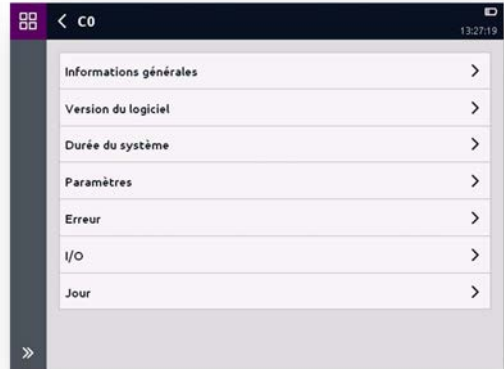 C0
13:27:19
Informations générales
Version du logiciel
Durée du système
Paramètres
Erreur
I/O
Jour